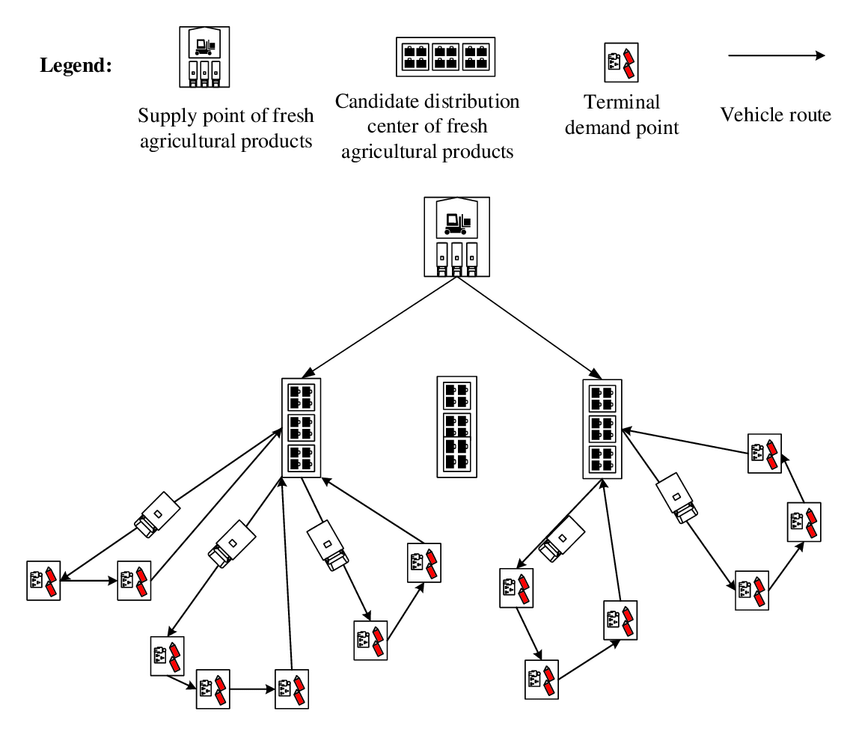 Legend:
Supply point of fresh
agricultural products
Candidate distribution
center of fresh
agricultural products
Terminal
demand point
Vehicle route